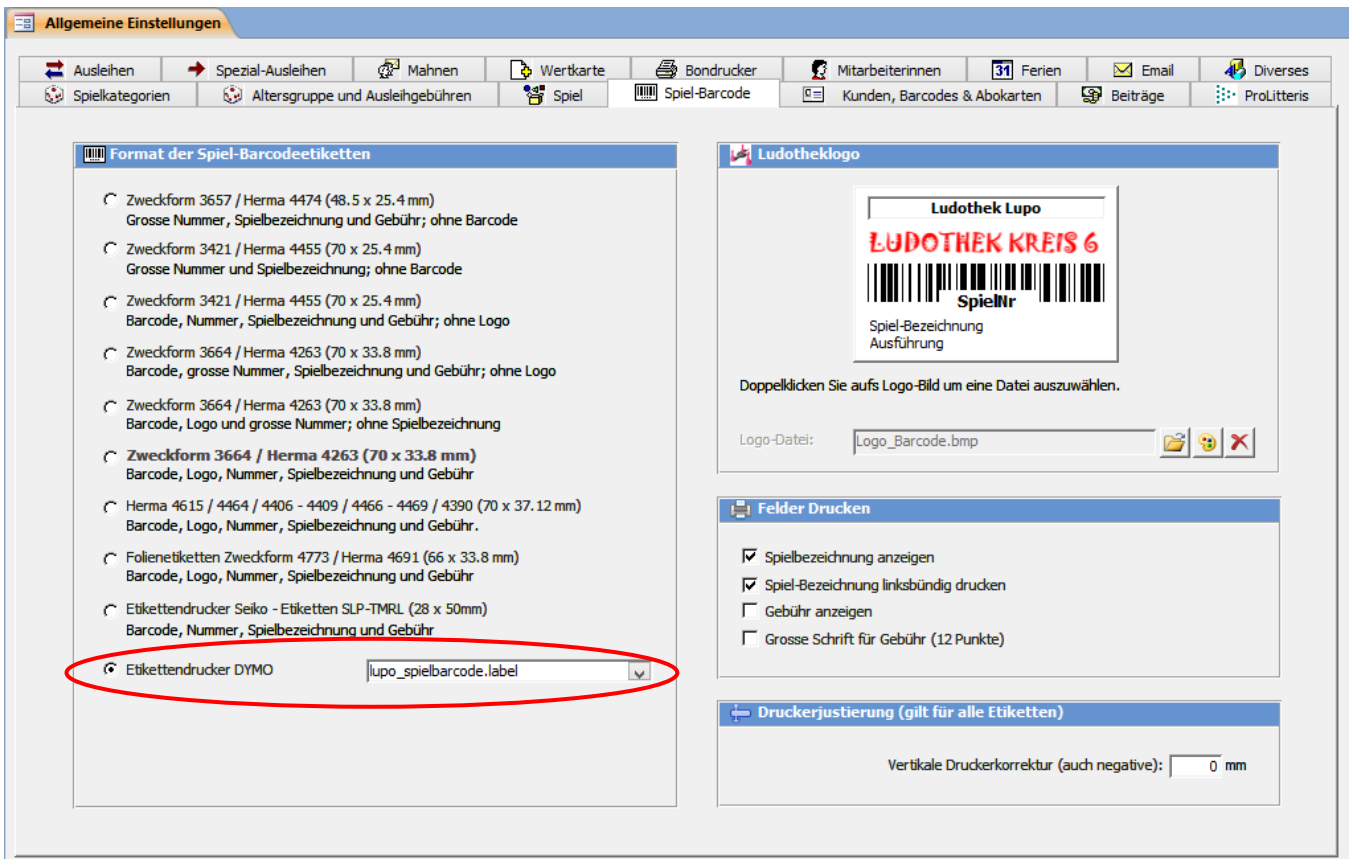 Allgemeine Einstellungen
Ausleihen Spezial-Ausleihen Mahnen Wertkarte Bondrucker Mitarbeiterinnen 31 Ferien Email Diverses
Spielkategorien Altersgruppe und Ausleihgebühren Spiel Spiel-Barcode Kunden, Barcodes & Abokarten Beiträge ProLitteris
Format der Spiel-Barcodeetiketten
Zweckform 3657 / Herma 4474 (48.5 x 25.4 mm)
Grosse Nummer, Spielbezeichnung und Gebühr; ohne Barcode
Zweckform 3421 / Herma 4455 (70 x 25.4 mm)
Grosse Nummer und Spielbezeichnung; ohne Barcode
Zweckform 3421 / Herma 4455 (70 x 25.4 mm)
Barcode, Nummer, Spielbezeichnung und Gebühr; ohne Logo
Zweckform 3664 / Herma 4263 (70 x 33.8 mm)
Barcode, grosse Nummer, Spielbezeichnung und Gebühr; ohne Logo
Zweckform 3664 / Herma 4263 (70 x 33.8 mm)
Barcode, Logo und grosse Nummer; ohne Spielbezeichnung
Zweckform 3664 / Herma 4263 (70 x 33.8 mm)
Barcode, Logo, Nummer, Spielbezeichnung und Gebühr
Herma 4615 / 4464 / 4406 - 4409 / 4466 - 4469 / 4390 (70 x 37.12 mm)
Barcode, Logo, Nummer, Spielbezeichnung und Gebühr.
Folienetiketten Zweckform 4773 / Herma 4691 (66 x 33.8 mm)
Barcode, Logo, Nummer, Spielbezeichnung und Gebühr
Etikettendrucker Seiko - Etiketten SLP-TMRL (28 x 50mm)
Barcode, Nummer, Spielbezeichnung und Gebühr
Etikettendrucker DYMO lupo_spielbarcode.label
Ludotheklogo
Ludothek Lupo
LUDOTHEK KREIS 6
SpielNr
Spiel-Bezeichnung
Ausführung
Doppelklicken Sie aufs Logo-Bild um eine Datei auszuwählen.
Logo-Datei: Logo_Barcode.bmp
Felder Drucken
Spielbezeichnung anzeigen
Spiel-Bezeichnung linksbündig drucken
Gebühr anzeigen
Grosse Schrift für Gebühr (12 Punkte)
Druckerjustierung (gilt für alle Etiketten)
Vertikale Druckerkorrektur (auch negative): 0 mm